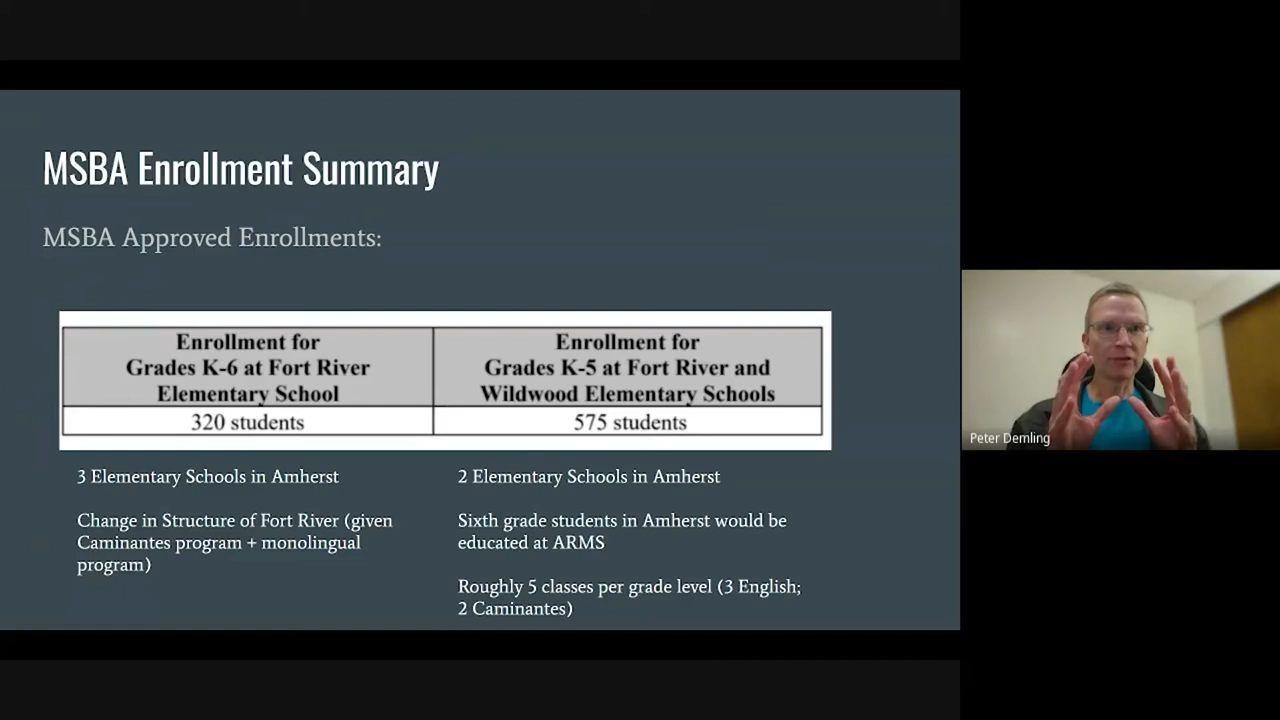 MSBA Enrollment Summary
MSBA Approved Enrollments:
Enrollment for
Grades K-6 at Fort River
Elementary School
Enrollment for
Grades K-5 at Fort River and
Wildwood Elementary Schools
320 students
575 students
3 Elementary Schools in Amherst
Change in Structure of Fort River (given
Caminantes program + monolingual
program)
2 Elementary Schools in Amherst
Sixth grade students in Amherst would be
educated at ARMS
Roughly 5 classes per grade level (3 English;
2 Caminantes)
Peter Demling